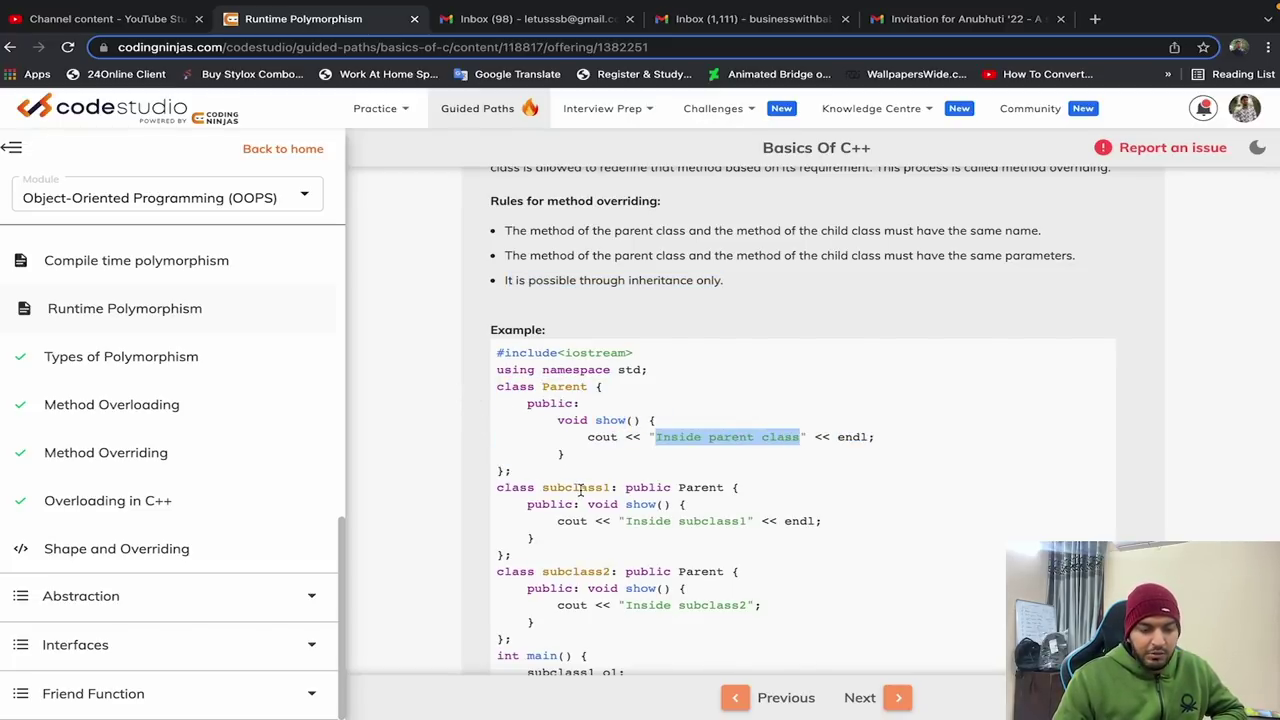 Channel content - YouTube Stu
Runtime Polymorphism
Inbox (98) - letusssb@gmail.c
Inbox (1,111) - businesswithba
Invitation for Anubhuti '22 - A
codingninjas.com/codestudio/guided-paths/basics-of-c/content/118817/offering/1382251
Apps
24Online Client
Buy Stylox Combo...
Work At Home Sp...
Google Translate
Register & Study...
Animated Bridge o...
WallpapersWide.c...
How To Convert...
»
Reading List
codestudio
POWERED BY CODING NINJAS
Practice
Guided Paths
Interview Prep
Challenges
New
Knowledge Centre
New
Community
New
Back to home
Basics Of C++
Report an issue
Module
Object-Oriented Programming (OOPS)
Compile time polymorphism
Runtime Polymorphism
Types of Polymorphism
Method Overloading
Method Overriding
Overloading in C++
Shape and Overriding
Abstraction
Interfaces
Friend Function
class is allowed to redefine that method based on its requirement. This process is called method overriding.
Rules for method overriding:
• The method of the parent class and the method of the child class must have the same name.
• The method of the parent class and the method of the child class must have the same parameters.
• It is possible through inheritance only.
Example:
#include<iostream>
using namespace std;
class Parent {
public:
void show() {
cout << "Inside parent class" << endl;
}
};
class subclass1: public Parent {
public: void show() {
cout << "Inside subclass1" << endl;
}
};
class subclass2: public Parent {
public: void show() {
cout << "Inside subclass2";
}
};
int main() {
subclass1 o1;
Previous
Next